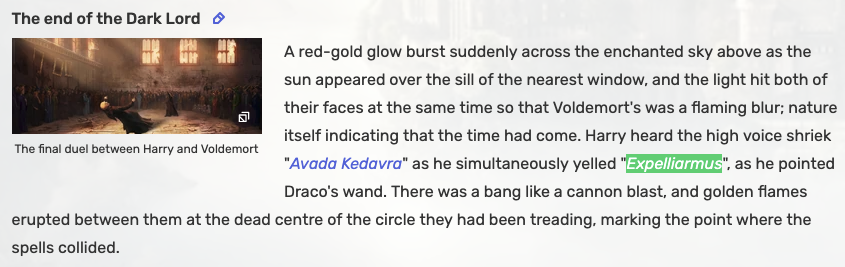 The end of the Dark Lord
A red-gold glow burst suddenly across the enchanted sky above as the
sun appeared over the sill of the nearest window, and the light hit both of
their faces at the same time so that Voldemort's was a flaming blur; nature
itself indicating that the time had come. Harry heard the high voice shriek
"Avada Kedavra" as he simultaneously yelled "Expelliarmus", as he pointed
Draco's wand. There was a bang like a cannon blast, and golden flames
erupted between them at the dead centre of the circle they had been treading, marking the point where the
spells collided.
The final duel between Harry and Voldemort